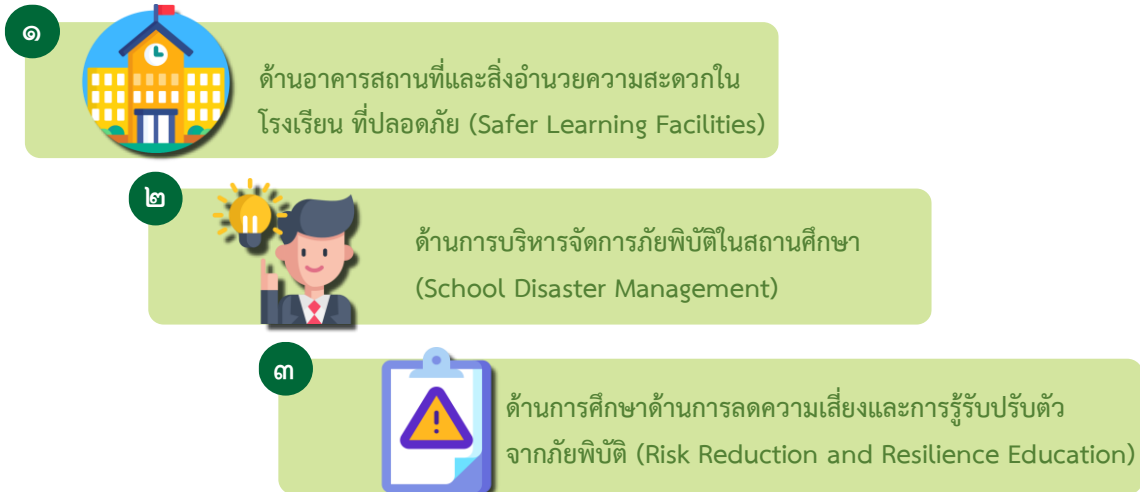 ๑
ด้านอาคารสถานที่และสิ่งอำนวยความสะดวกใน
โรงเรียน ที่ปลอดภัย (Safer Learning Facilities)
๒
ด้านการบริหารจัดการภัยพิบัติในสถานศึกษา
(School Disaster Management)
๓
ด้านการศึกษาด้านการลดความเสี่ยงและการรู้รับปรับตัว
จากภัยพิบัติ (Risk Reduction and Resilience Education)